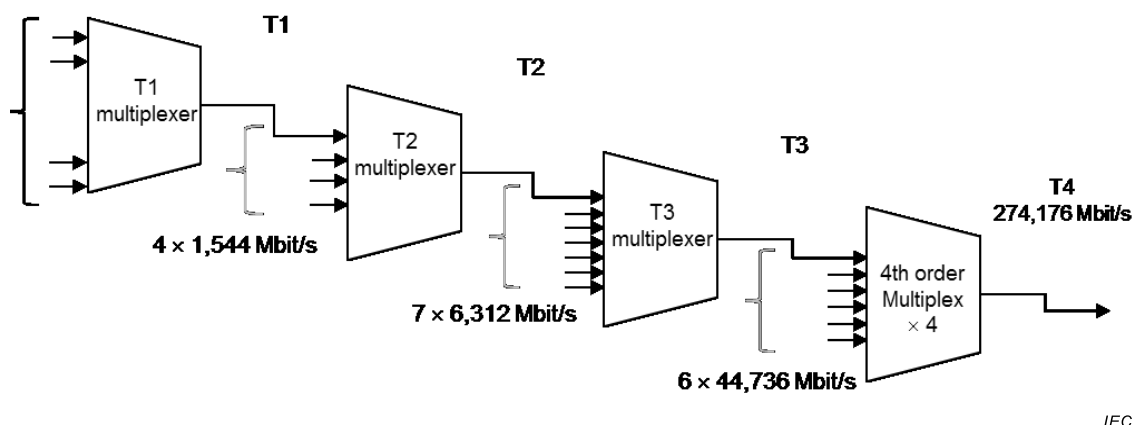 T1
T1
multiplexer
T2
T2
multiplexer
4 × 1,544 Mbit/s
T3
T3
multiplexer
7 × 6,312 Mbit/s
T4
274,176 Mbit/s
4th order
Multiplex
× 4
6 × 44,736 Mbit/s
IEC